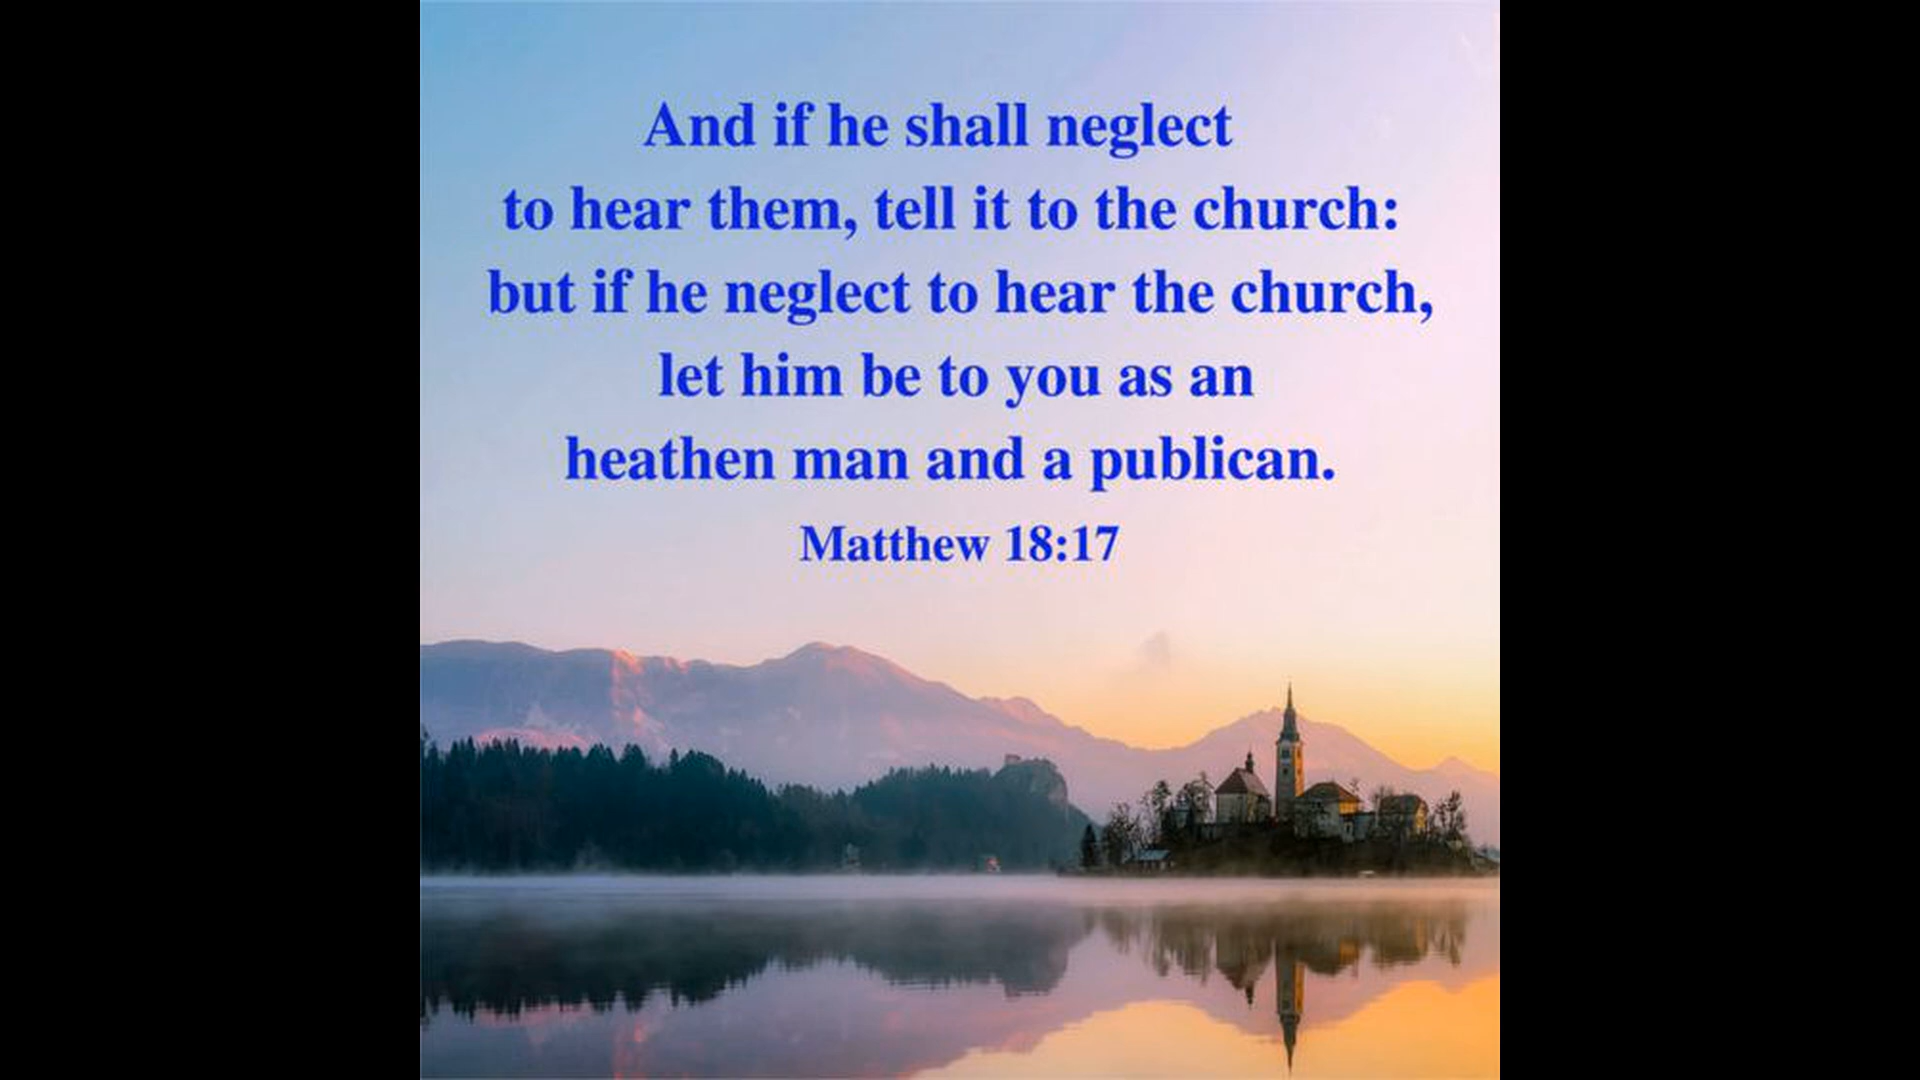 And if he shall neglect
to hear them, tell it to the church:
but if he neglect to hear the church,
let him be to you as an
heathen man and a publican.
Matthew 18:17